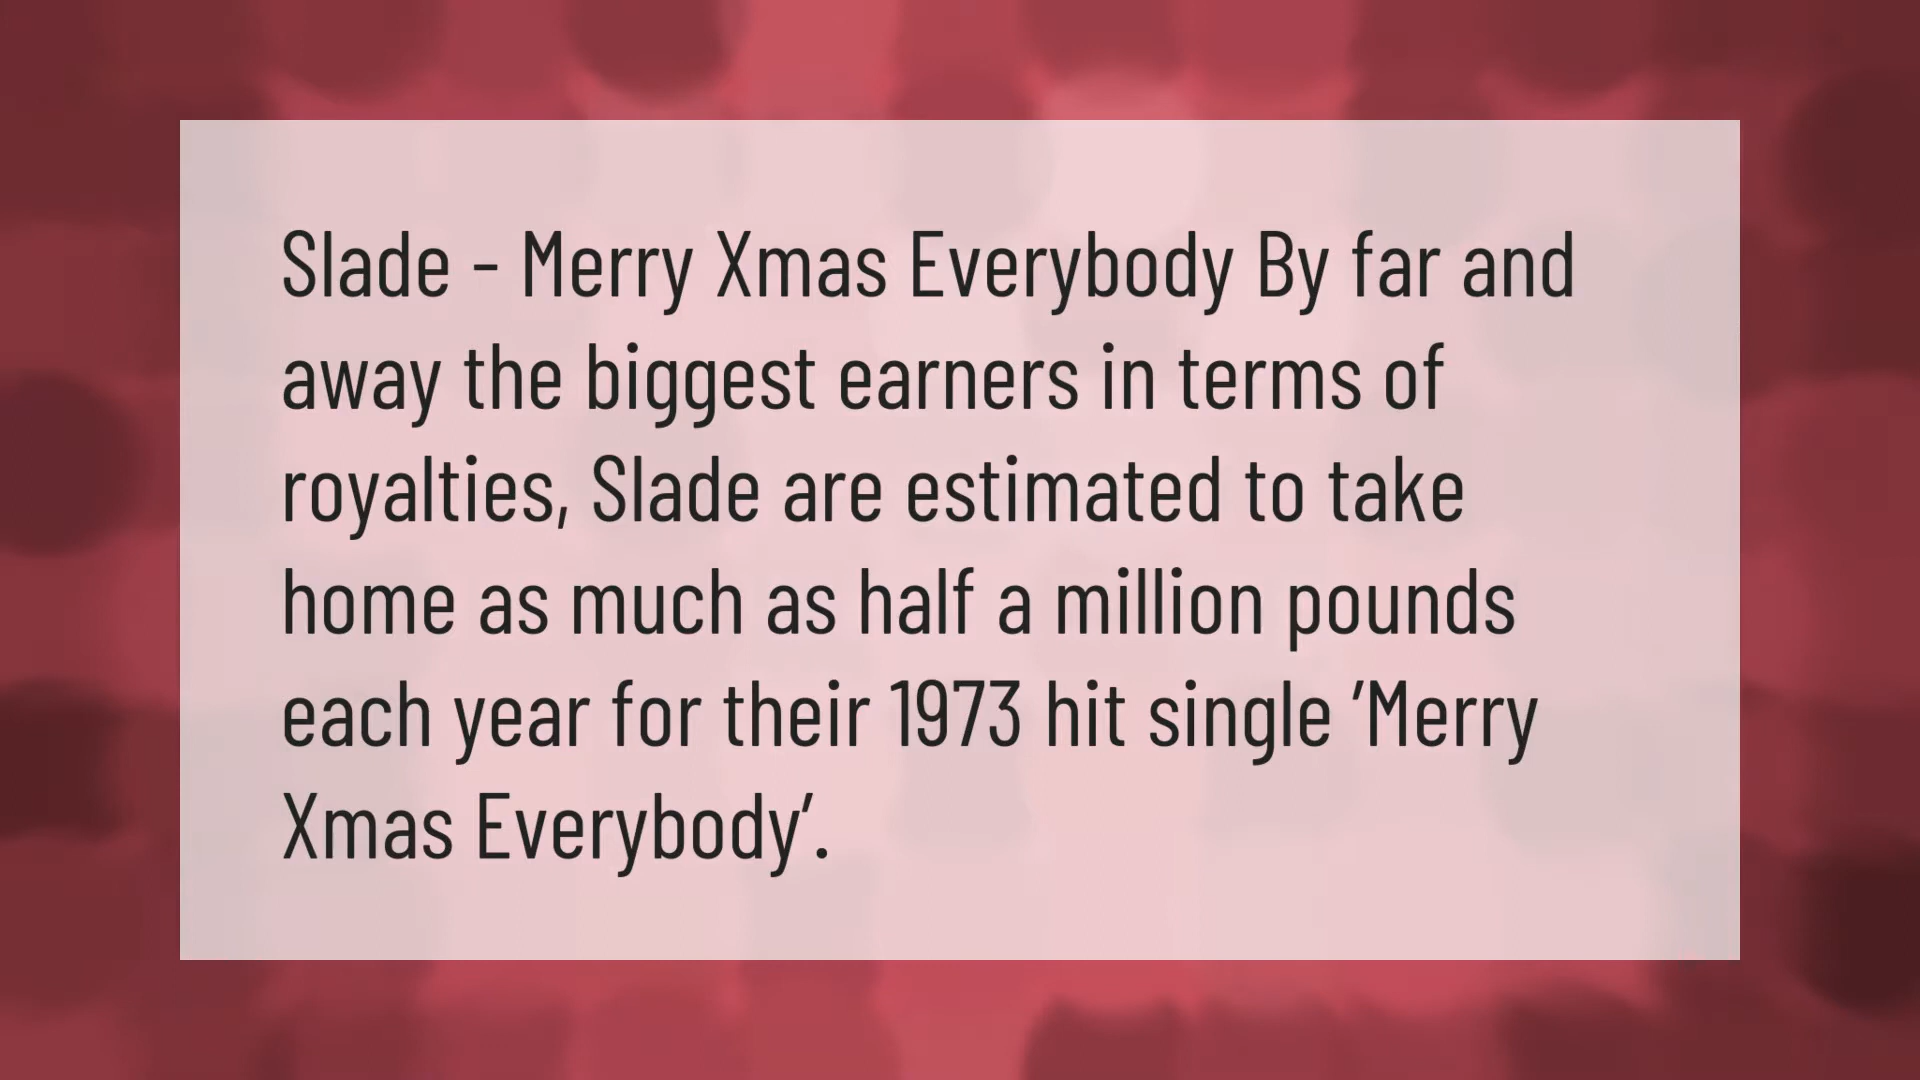 Slade - Merry Xmas Everybody By far and
away the biggest earners in terms of
royalties, Slade are estimated to take
home as much as half a million pounds
each year for their 1973 hit single 'Merry
Xmas Everybody'.